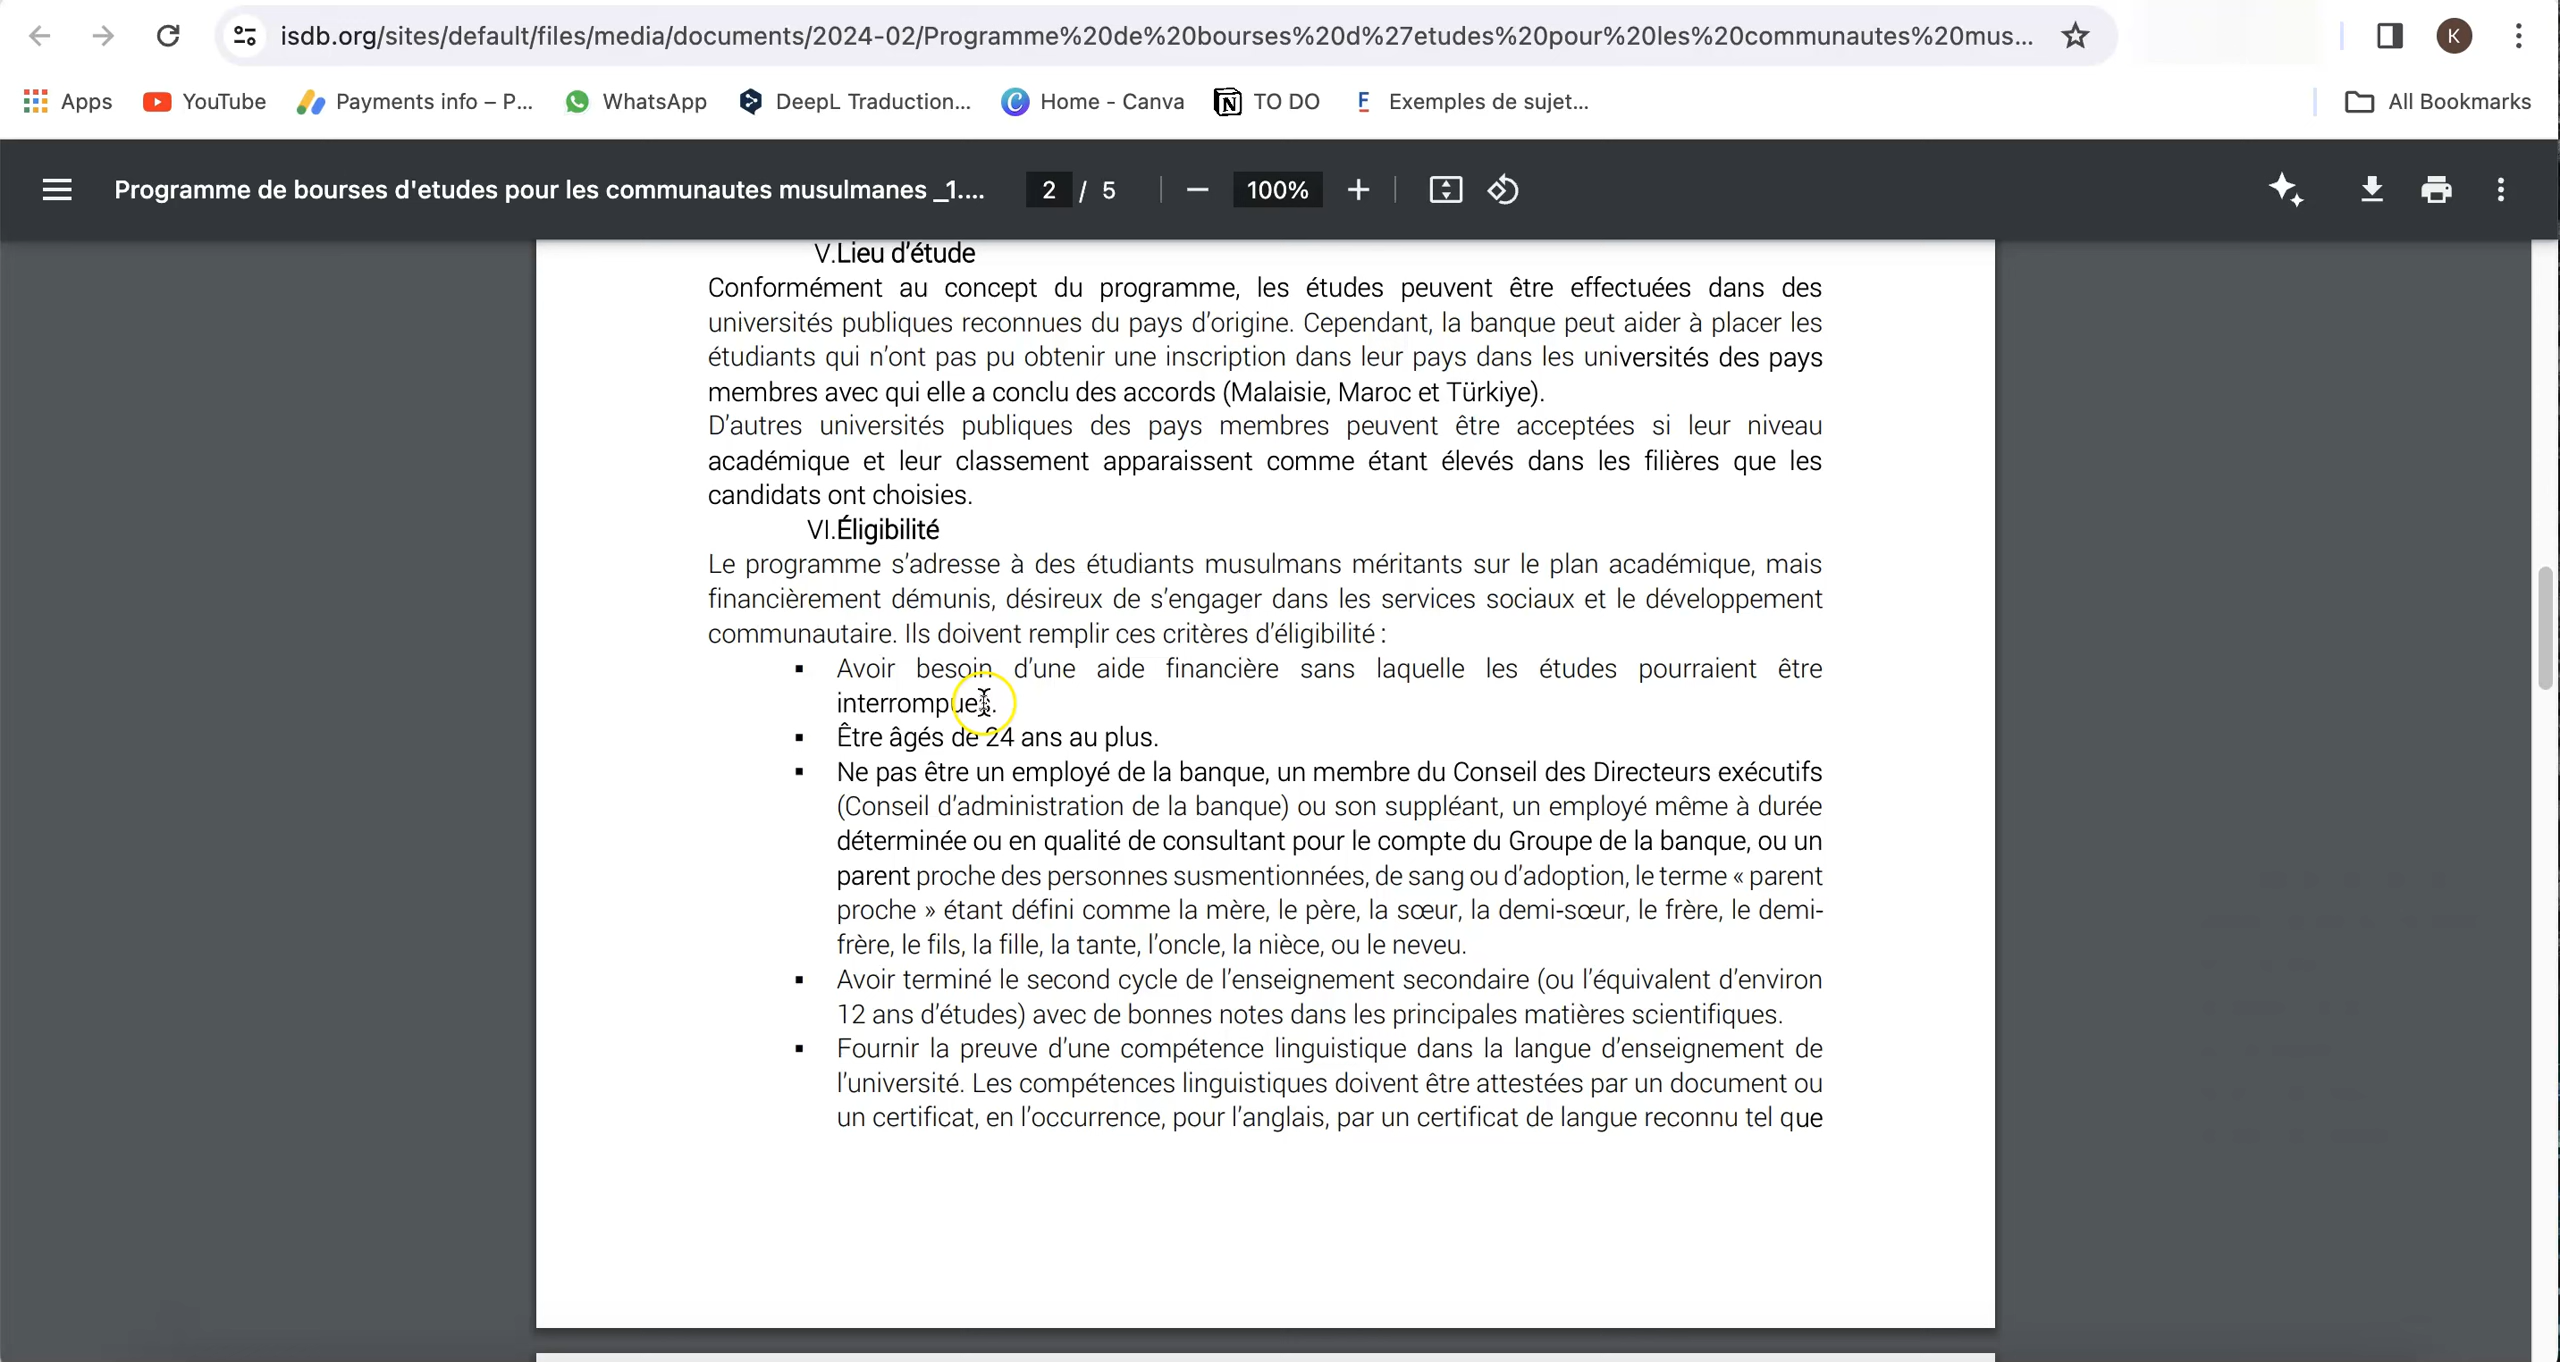 isdb.org/sites/default/files/media/documents/2024-02/Programme%20de%20bourses%20d%27etudes%20pour%20les%20communautes%20mus...
K
Apps
YouTube
Payments info – P...
WhatsApp
DeepL Traduction...
Home - Canva
TO DO
Exemples de sujet...
All Bookmarks
Programme de bourses d'etudes pour les communautes musulmanes _1....
2 / 5
100%
V.Lieu d’étude
Conformément au concept du programme, les études peuvent être effectuées dans des
universités publiques reconnues du pays d’origine. Cependant, la banque peut aider à placer les
étudiants qui n’ont pas pu obtenir une inscription dans leur pays dans les universités des pays
membres avec qui elle a conclu des accords (Malaisie, Maroc et Türkiye).
D’autres universités publiques des pays membres peuvent être acceptées si leur niveau
académique et leur classement apparaissent comme étant élevés dans les filières que les
candidats ont choisies.
VI.Éligibilité
Le programme s’adresse à des étudiants musulmans méritants sur le plan académique, mais
financièrement démunis, désireux de s’engager dans les services sociaux et le développement
communautaire. Ils doivent remplir ces critères d’éligibilité :
▪ Avoir besoin d’une aide financière sans laquelle les études pourraient être
interrompues.
▪ Être âgés de 24 ans au plus.
▪ Ne pas être un employé de la banque, un membre du Conseil des Directeurs exécutifs
(Conseil d’administration de la banque) ou son suppléant, un employé même à durée
déterminée ou en qualité de consultant pour le compte du Groupe de la banque, ou un
parent proche des personnes susmentionnées, de sang ou d’adoption, le terme « parent
proche » étant défini comme la mère, le père, la sœur, la demi-sœur, le frère, le demi-
frère, le fils, la fille, la tante, l’oncle, la nièce, ou le neveu.
▪ Avoir terminé le second cycle de l’enseignement secondaire (ou l’équivalent d’environ
12 ans d’études) avec de bonnes notes dans les principales matières scientifiques.
▪ Fournir la preuve d’une compétence linguistique dans la langue d’enseignement de
l’université. Les compétences linguistiques doivent être attestées par un document ou
un certificat, en l’occurrence, pour l’anglais, par un certificat de langue reconnu tel que